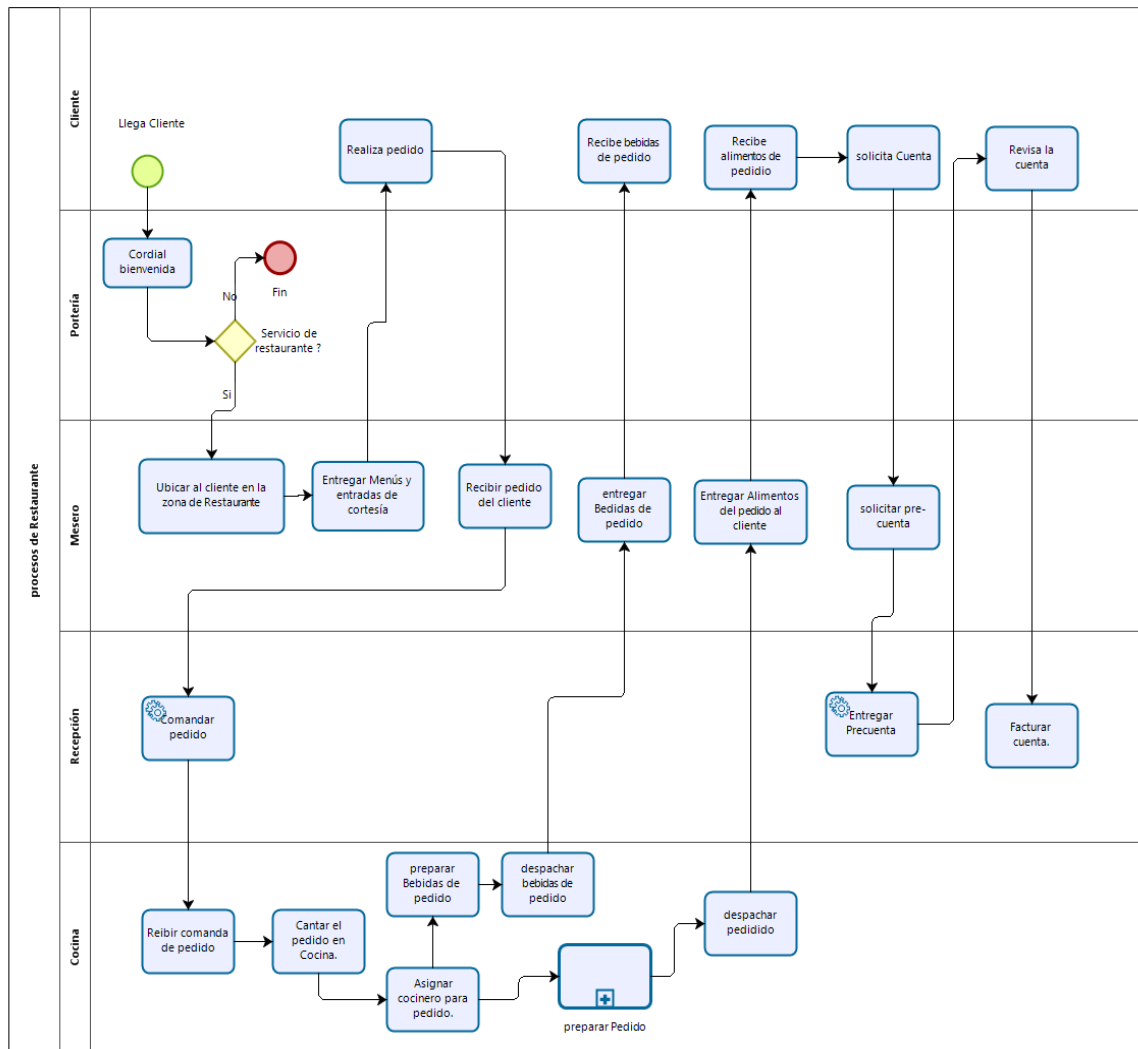 procesos de Restaurante
Cliente
Llega Cliente
Realiza pedido
Recibe bebidas
de pedido
Recibe
alimentos de
pedidio
solicita Cuenta
Revisa la
cuenta
Portería
Cordial
bienvenida
No
Fin
Servicio de
restaurante ?
Si
Mesero
Ubicar al cliente en la
zona de Restaurante
Entregar Menús y
entradas de
cortesía
Recibir pedido
del cliente
entregar
Bedidas de
pedido
Entregar Alimentos
del pedido al
cliente
solicitar pre-
cuenta
Recepción
Comandar
pedido
Entregar
Precuenta
Facturar
cuenta.
Cocina
Reibir comanda
de pedido
Cantar el
pedido en
Cocina.
preparar
Bebidas de
pedido
despachar
bebidas de
pedido
Asignar
cocinero para
pedido.
preparar Pedido
despachar
pedidido